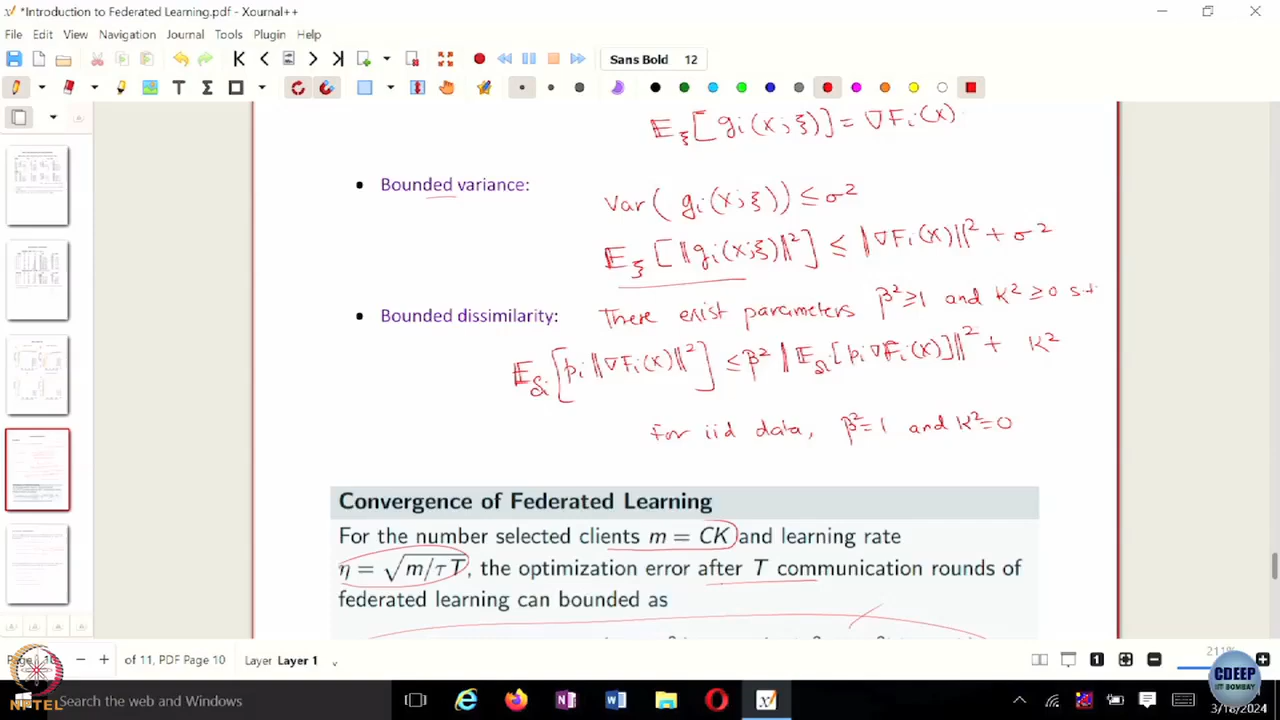 *Introduction to Federated Learning.pdf - Xournal++
File Edit View Navigation Journal Tools Plugin Help
Sans Bold 12
𝔼_ξ[g_i(x;ξ)] = ∇F_i(x)
• Bounded variance:
Var(g_i(x;ξ)) ≤ σ²
𝔼_ξ[‖g_i(x;ξ)‖²] ≤ ‖∇F_i(x)‖² + σ²
• Bounded dissimilarity: There exist parameters β² ≥ 1 and K² ≥ 0 s.t
𝔼_{S_i}[p_i‖∇F_i(x)‖²] ≤ β²‖𝔼_{S_i}[p_i∇F_i(x)]‖² + K²
for iid data, β²=1 and K²=0
Convergence of Federated Learning
For the number selected clients m = CK and learning rate
η = √m/τT, the optimization error after T communication rounds of
federated learning can bounded as
of 11, PDF Page 10 Layer Layer 1 211%
Search the web and Windows
3/18/2024
NPTEL
CDEEP
IIT BOMBAY